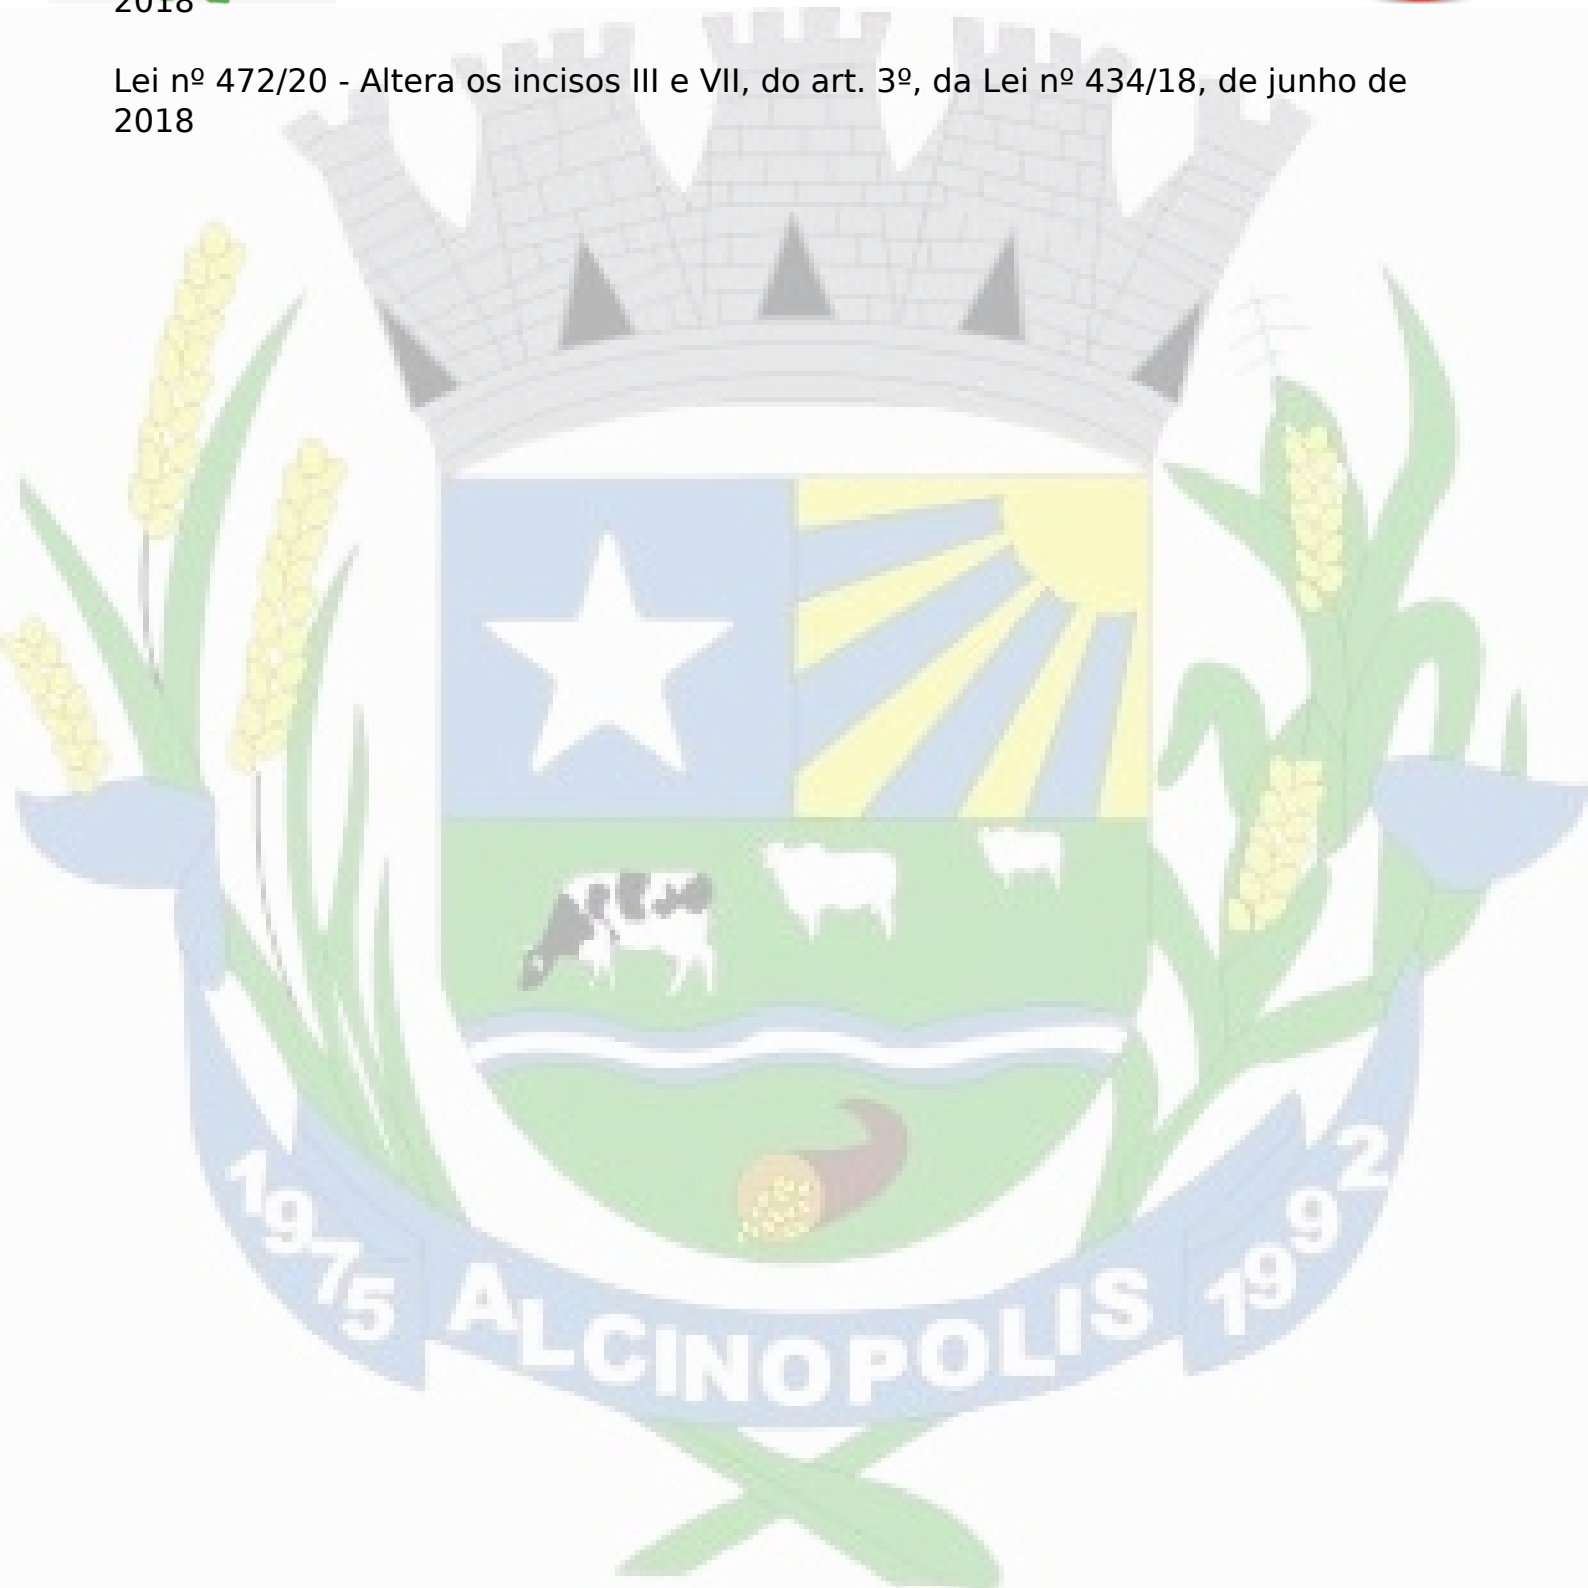 2018
Lei nº 472/20 - Altera os incisos III e VII, do art. 3º, da Lei nº 434/18, de junho de
2018
1975 ALCINOPOLIS 1992